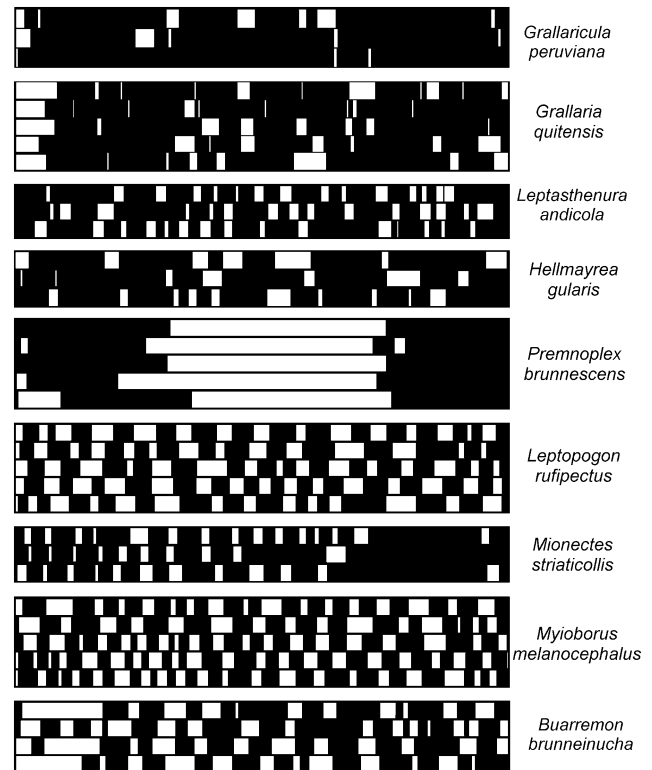 Grallaricula
peruviana
Grallaria
quitensis
Leptasthenura
andicola
Hellmayrea
gularis
Premnoplex
brunnescens
Leptopogon
rufipectus
Mionectes
striaticollis
Myioborus
melanocephalus
Buarremon
brunneinucha